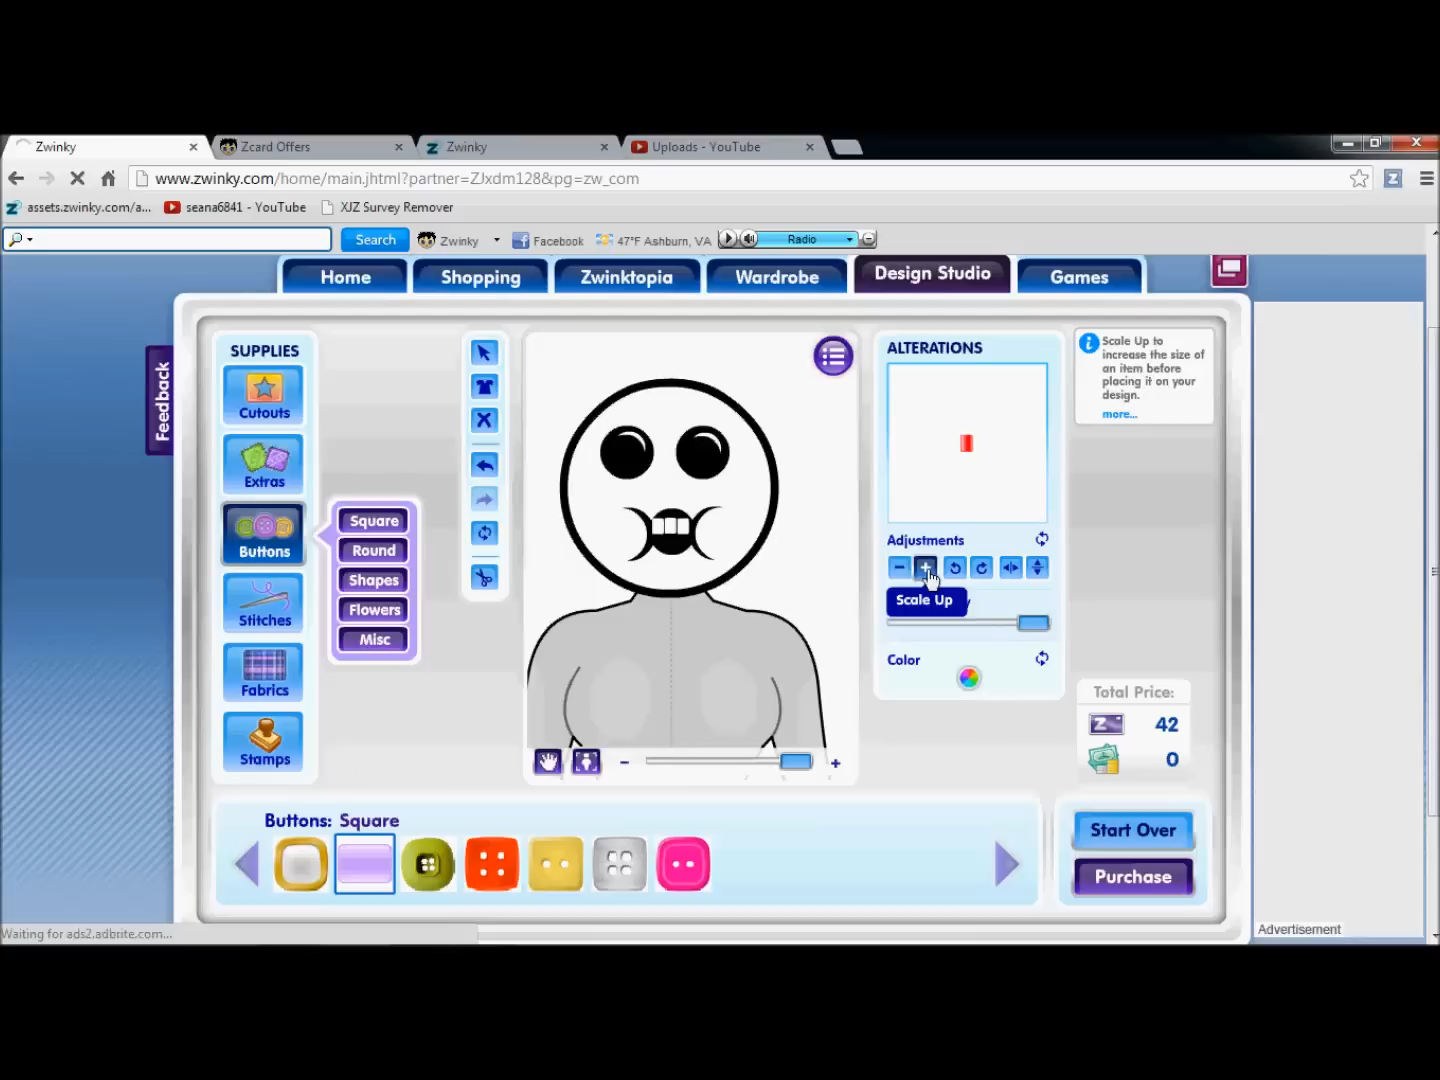 Zwinky
Zcard Offers
Zwinky
Uploads - YouTube
www.zwinky.com/home/main.jhtml?partner=ZJxdm128&pg=zw_com
assets.zwinky.com/a...
seana6841 - YouTube
XJZ Survey Remover
Search
Zwinky
Facebook
47°F Ashburn, VA
Radio
Home
Shopping
Zwinktopia
Wardrobe
Design Studio
Games
Feedback
SUPPLIES
Cutouts
Extras
Buttons
Stitches
Fabrics
Stamps
Square
Round
Shapes
Flowers
Misc
ALTERATIONS
Adjustments
Scale Up
Color
Scale Up to
increase the size of
an item before
placing it on your
design.
more...
Total Price:
Z
42
0
Buttons: Square
Start Over
Purchase
Waiting for ads2.adbrite.com...
Advertisement